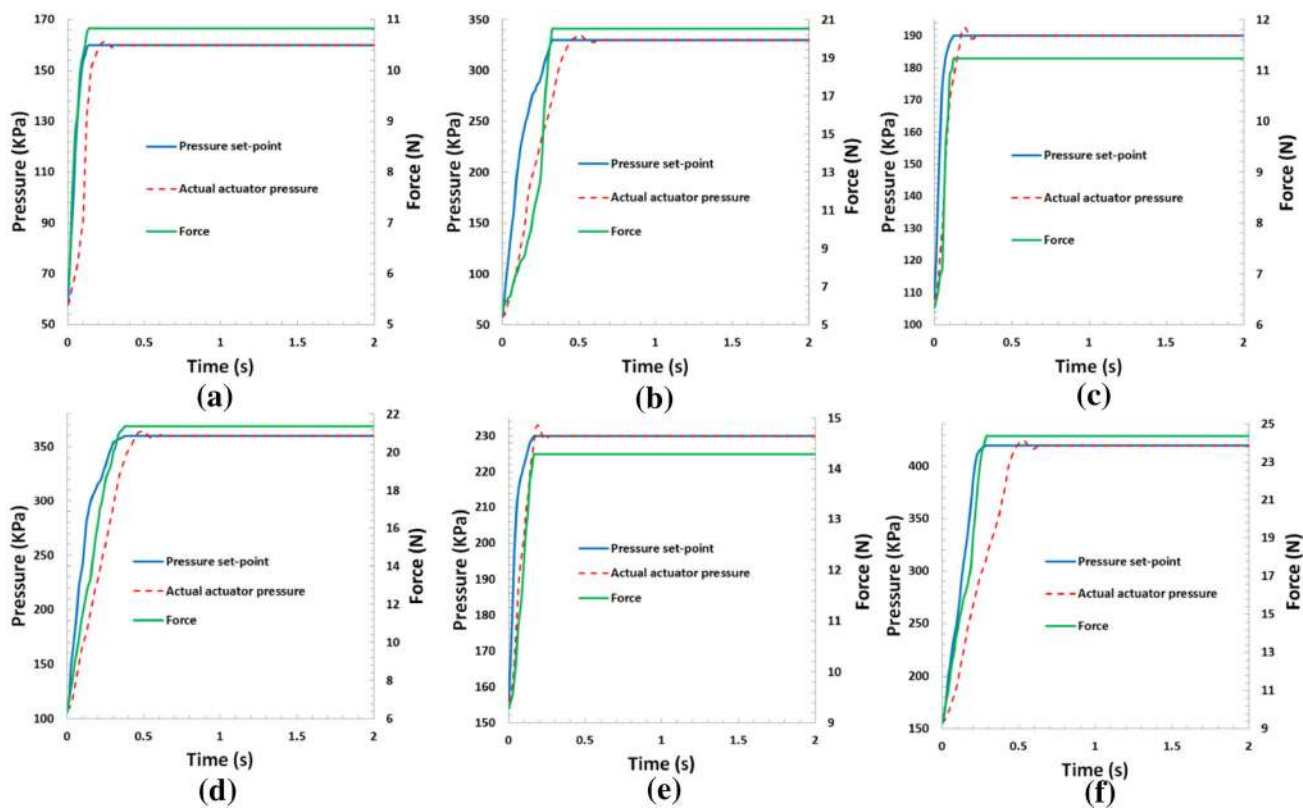 170
150
130
110
90
70
50
11
10
9
8
7
6
5
0
0.5
1
1.5
2
Pressure (KPa)
Force (N)
Time (s)
Pressure set-point
Actual actuator pressure
Force
(a)
350
300
250
200
150
100
50
21
19
17
15
13
11
9
7
5
0
0.5
1
1.5
2
Pressure (KPa)
Force (N)
Time (s)
Pressure set-point
Actual actuator pressure
Force
(b)
190
180
170
160
150
140
130
120
110
100
12
11
10
9
8
7
6
0
0.5
1
1.5
2
Pressure (KPa)
Force (N)
Time (s)
Pressure set-point
Actual actuator pressure
Force
(c)
350
300
250
200
150
100
22
20
18
16
14
12
10
8
6
0
0.5
1
1.5
2
Pressure (KPa)
Force (N)
Time (s)
Pressure set-point
Actual actuator pressure
Force
(d)
230
220
210
200
190
180
170
160
150
15
14
13
12
11
10
9
0
0.5
1
1.5
2
Pressure (KPa)
Force (N)
Time (s)
Pressure set-point
Actual actuator pressure
Force
(e)
400
350
300
250
200
150
25
23
21
19
17
15
13
11
9
0
0.5
1
1.5
2
Pressure (KPa)
Force (N)
Time (s)
Pressure set-point
Actual actuator pressure
Force
(f)